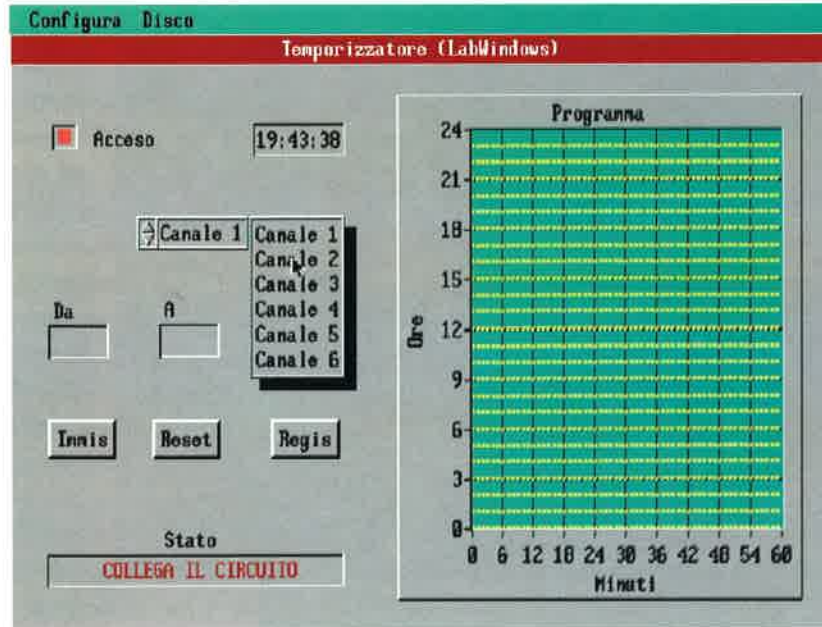 Configura Disco
Temporizzatore (LabWindows)
Acceso
19:43:38
Canale 1
Canale 1
Canale 2
Canale 3
Canale 4
Canale 5
Canale 6
Da A
Immis Reset Regis
Stato
COLLEGA IL CIRCUITO
Programma
24
21
18
15
12
9
6
3
0
Ore
0 6 12 18 24 30 36 42 48 54 60
Minuti